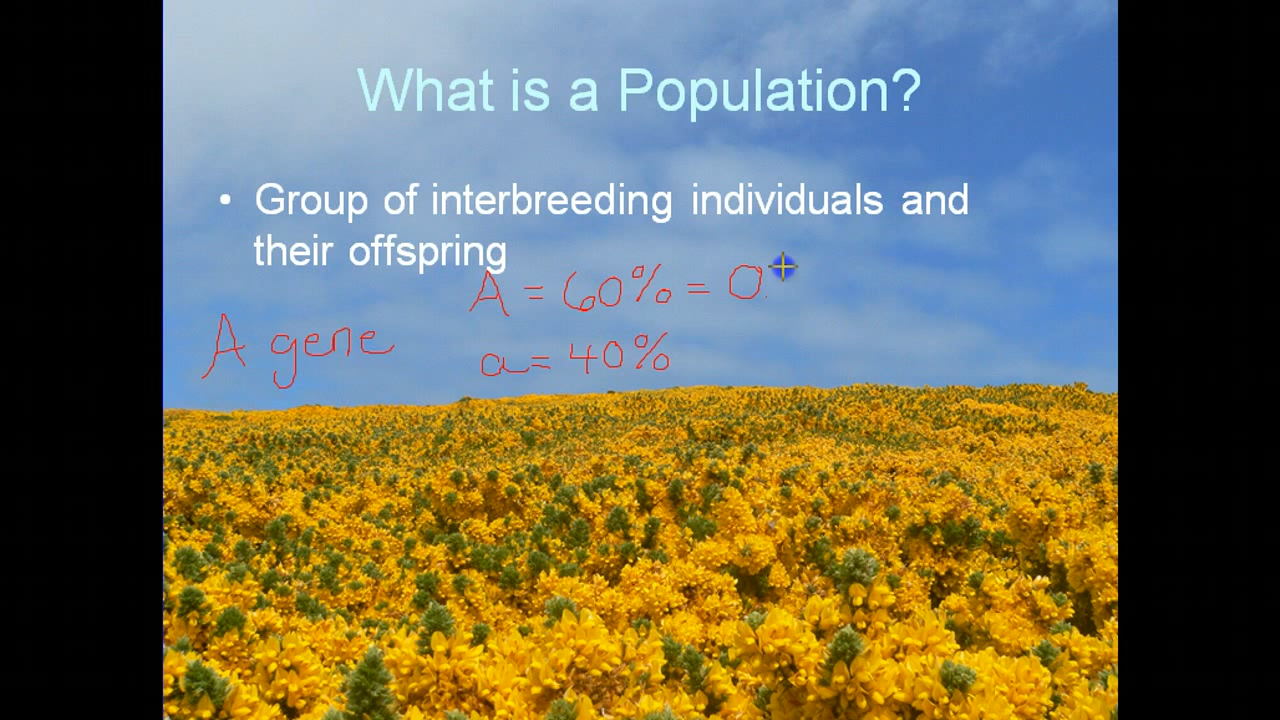 What is a Population?
• Group of interbreeding individuals and
their offspring
A = 60% = 0.
A gene
a = 40%